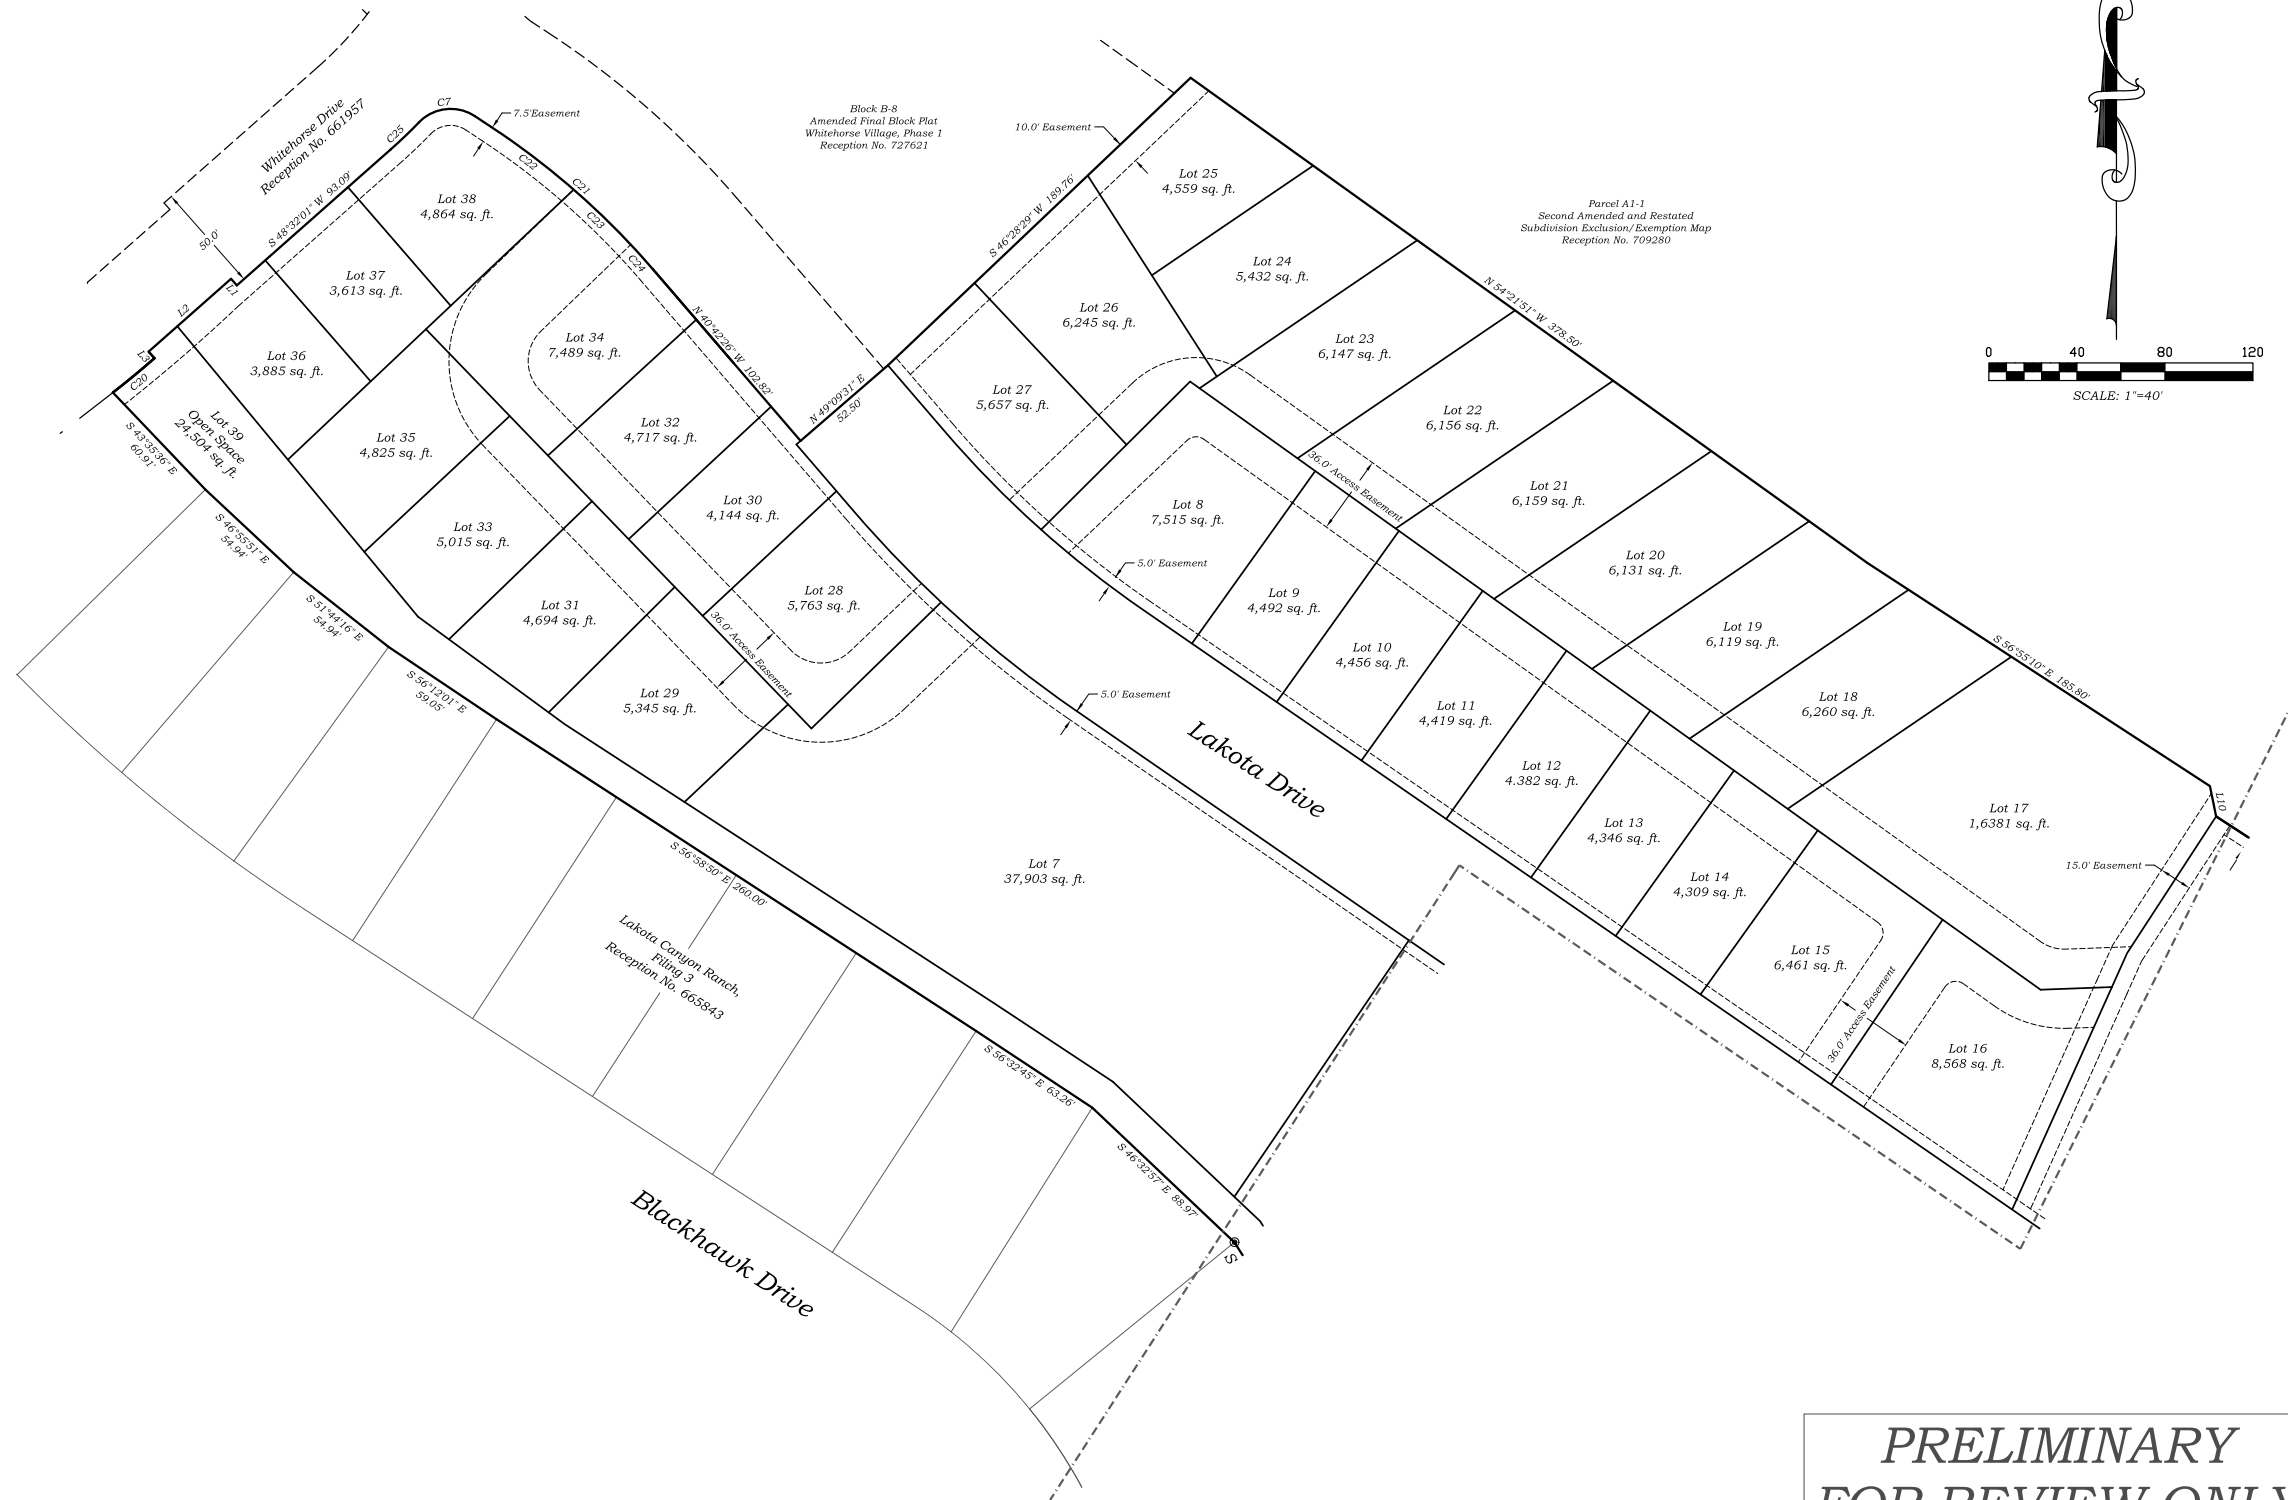 Whitehorse Drive
Reception No. 661957
50.0'
S 48°32'01" W 93.09'
C25
C7
7.5'Easement
C22
C21
C23
C24
L1
L2
L3
C20
N 40°42'26" W 102.82'
N 49°09'31" E
52.50'
Block B-8
Amended Final Block Plat
Whitehorse Village, Phase 1
Reception No. 727621
10.0' Easement
S 46°28'29" W 189.76'
Parcel A1-1
Second Amended and Restated
Subdivision Exclusion/Exemption Map
Reception No. 709280
N 54°21'51" W 378.50'
S 56°55'10" E 185.80'
L10
0 40 80 120
SCALE: 1"=40'
Lot 38
4,864 sq. ft.
Lot 37
3,613 sq. ft.
Lot 36
3,885 sq. ft.
Lot 39
Open Space
24,504 sq. ft.
Lot 35
4,825 sq. ft.
Lot 34
7,489 sq. ft.
Lot 33
5,015 sq. ft.
Lot 32
4,717 sq. ft.
Lot 31
4,694 sq. ft.
Lot 30
4,144 sq. ft.
Lot 29
5,345 sq. ft.
Lot 28
5,763 sq. ft.
36.0' Access Easement
Lot 25
4,559 sq. ft.
Lot 24
5,432 sq. ft.
Lot 26
6,245 sq. ft.
Lot 27
5,657 sq. ft.
Lot 23
6,147 sq. ft.
Lot 22
6,156 sq. ft.
Lot 21
6,159 sq. ft.
Lot 20
6,131 sq. ft.
Lot 19
6,119 sq. ft.
Lot 18
6,260 sq. ft.
Lot 17
1,6381 sq. ft.
15.0' Easement
36.0' Access Easement
Lot 8
7,515 sq. ft.
5.0' Easement
Lot 9
4,492 sq. ft.
Lot 10
4,456 sq. ft.
Lot 11
4,419 sq. ft.
Lot 12
4.382 sq. ft.
Lot 13
4,346 sq. ft.
Lot 14
4,309 sq. ft.
Lot 15
6,461 sq. ft.
36.0' Access Easement
Lot 16
8,568 sq. ft.
5.0' Easement
Lakota Drive
Lot 7
37,903 sq. ft.
S 43°35'36" E
60.91'
S 46°55'51" E
54.94'
S 51°44'16" E
54.94'
S 56°12'01" E
59.05'
S 56°58'50" E 260.00'
Lakota Canyon Ranch,
Filing 3
Reception No. 665843
S 56°32'45" E 63.26'
S 46°32'57" E 88.97'
S
Blackhawk Drive
PRELIMINARY
FOR REVIEW ONLY